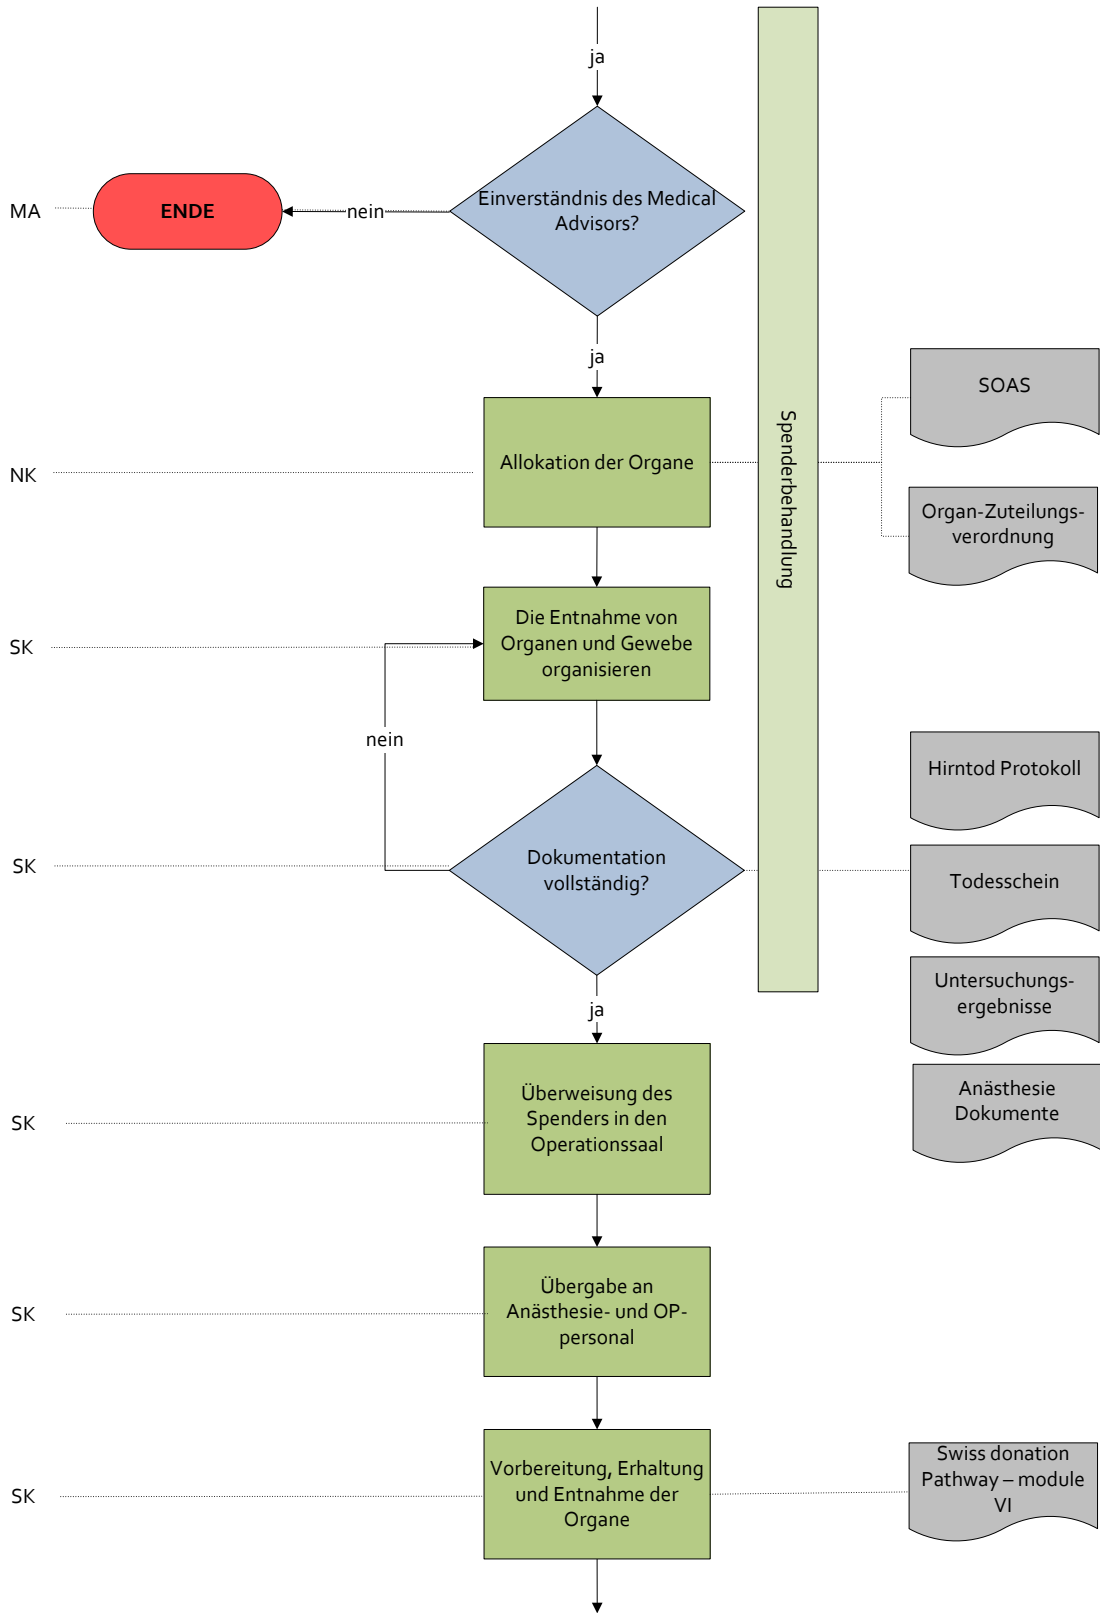 ja
Einverständnis des Medical
Advisors?
MA
ENDE
nein
ja
SOAS
Spenderbehandlung
NK
Allokation der Organe
Organ-Zuteilungs-
verordnung
SK
Die Entnahme von
Organen und Gewebe
organisieren
nein
Hirntod Protokoll
SK
Dokumentation
vollständig?
Todesschein
Untersuchungs-
ergebnisse
ja
SK
Überweisung des
Spenders in den
Operationssaal
Anästhesie
Dokumente
SK
Übergabe an
Anästhesie- und OP-
personal
SK
Vorbereitung, Erhaltung
und Entnahme der
Organe
Swiss donation
Pathway – module
VI